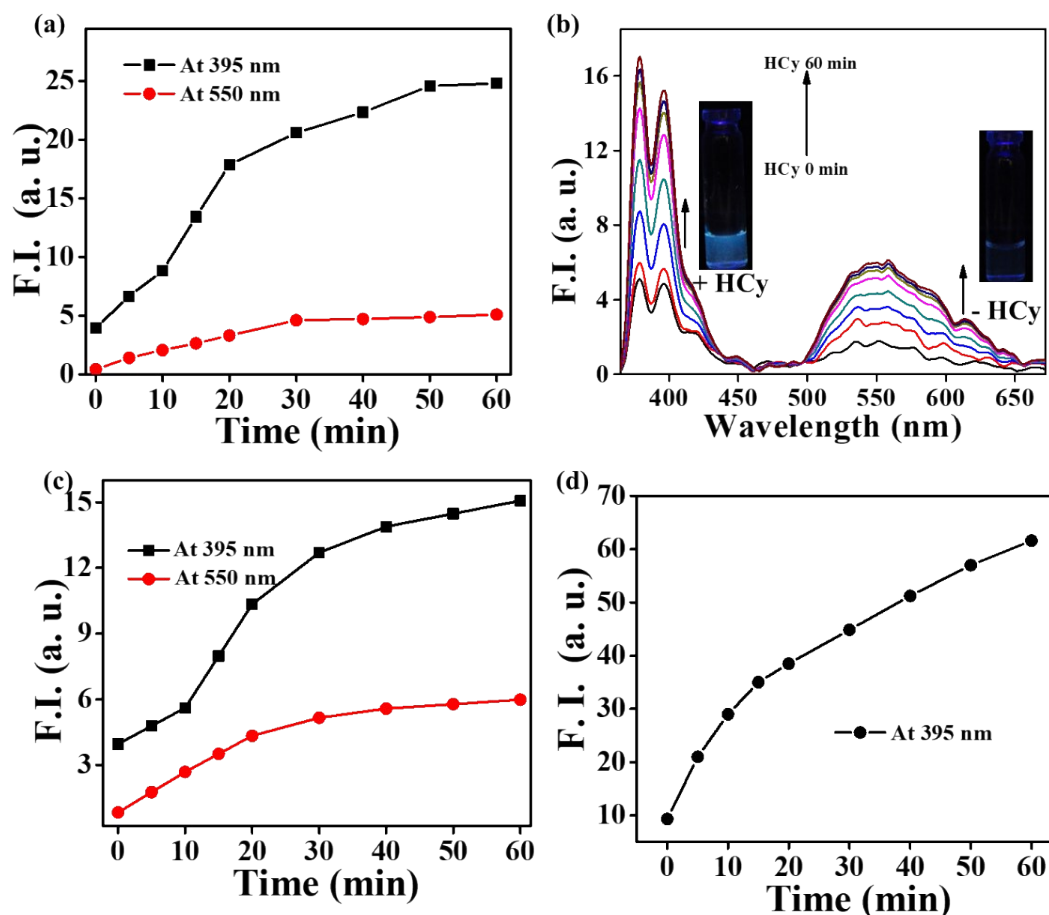 (a)
At 395 nm
At 550 nm
F.I. (a. u.)
25
20
15
10
5
0
0 10 20 30 40 50 60
Time (min)
(b)
HCy 60 min
HCy 0 min
+ HCy
- HCy
F.I. (a. u.)
16
12
8
4
0
400 450 500 550 600 650
Wavelength (nm)
(c)
At 395 nm
At 550 nm
F.I. (a. u.)
15
12
9
6
3
0 10 20 30 40 50 60
Time (min)
(d)
At 395 nm
F. I. (a. u.)
70
60
50
40
30
20
10
0 10 20 30 40 50 60
Time (min)